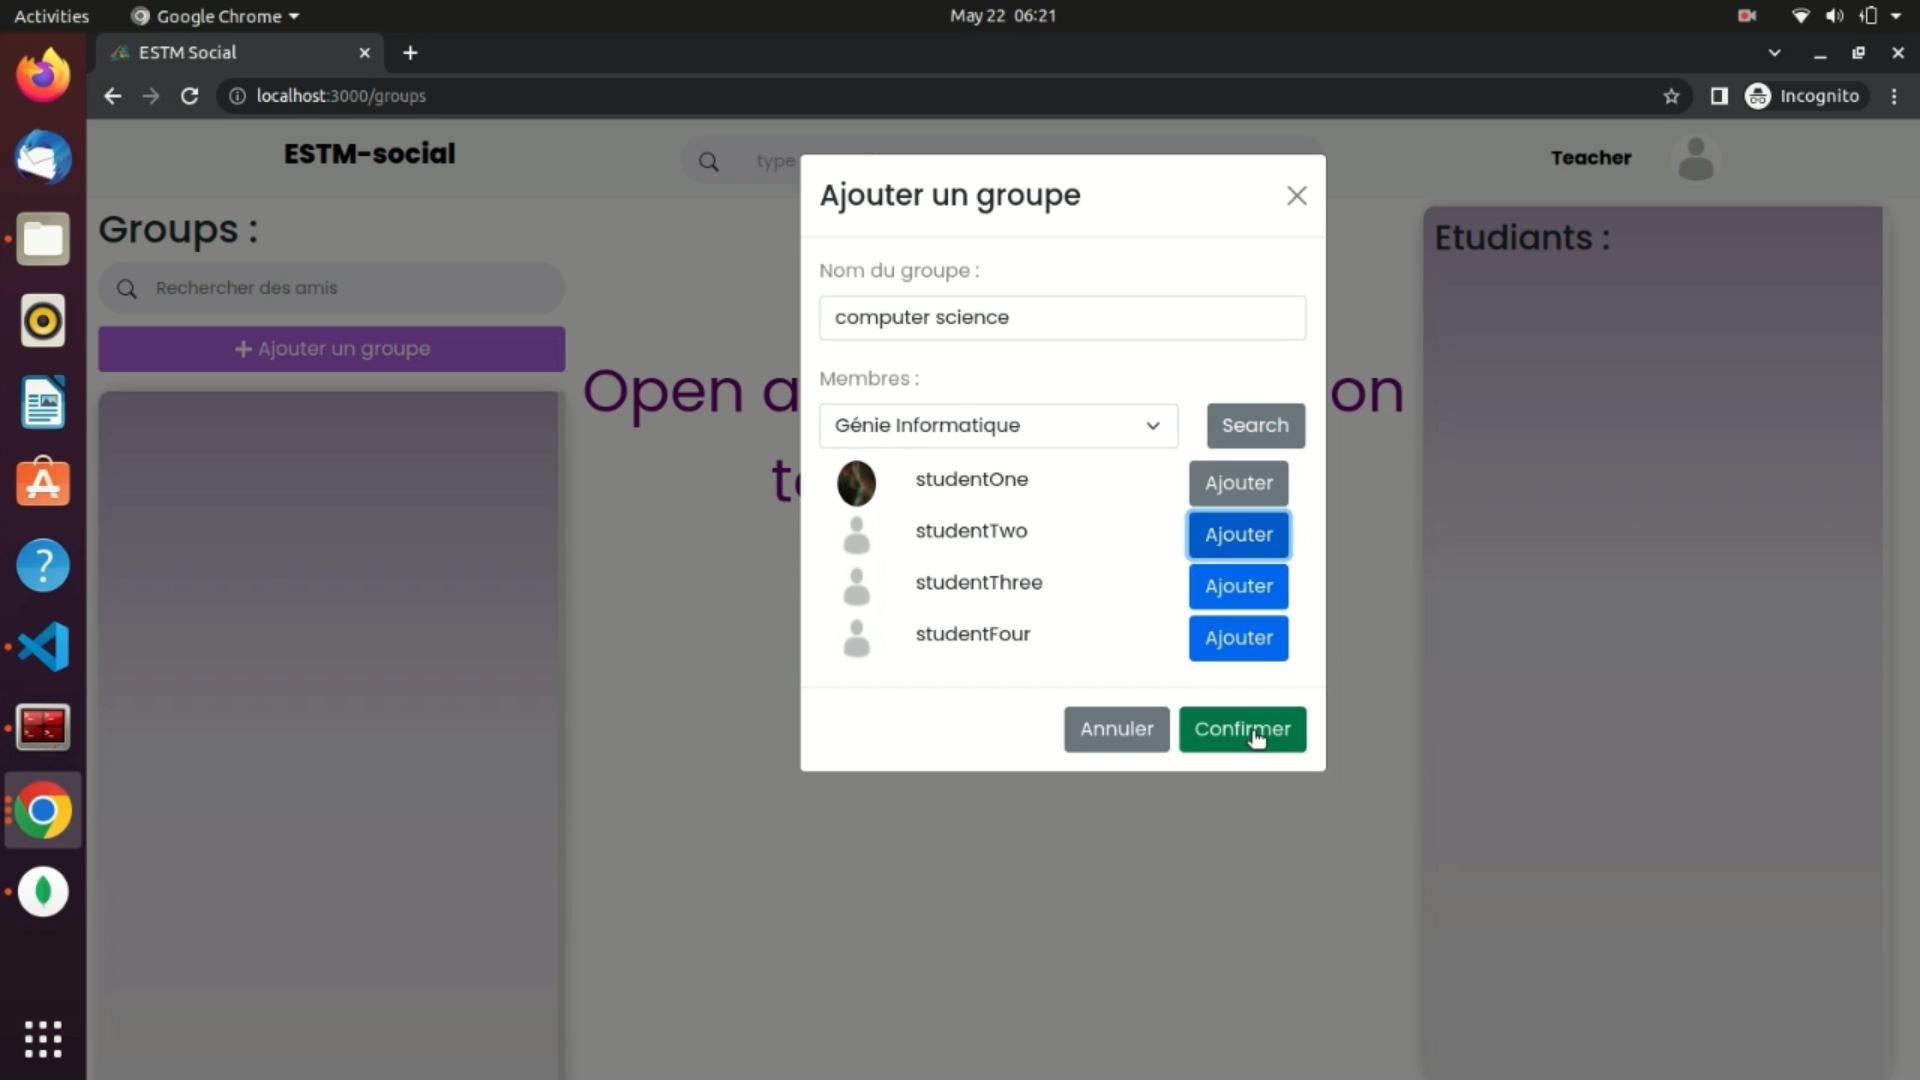 Activities
Google Chrome
May 22 06:21
ESTM Social
localhost:3000/groups
Incognito
ESTM-social
type
Teacher
Groups :
Rechercher des amis
+ Ajouter un groupe
Open a
on
Ajouter un groupe
Nom du groupe :
computer science
Membres :
Génie Informatique
Search
studentOne
Ajouter
studentTwo
Ajouter
studentThree
Ajouter
studentFour
Ajouter
Annuler
Confirmer
Etudiants :